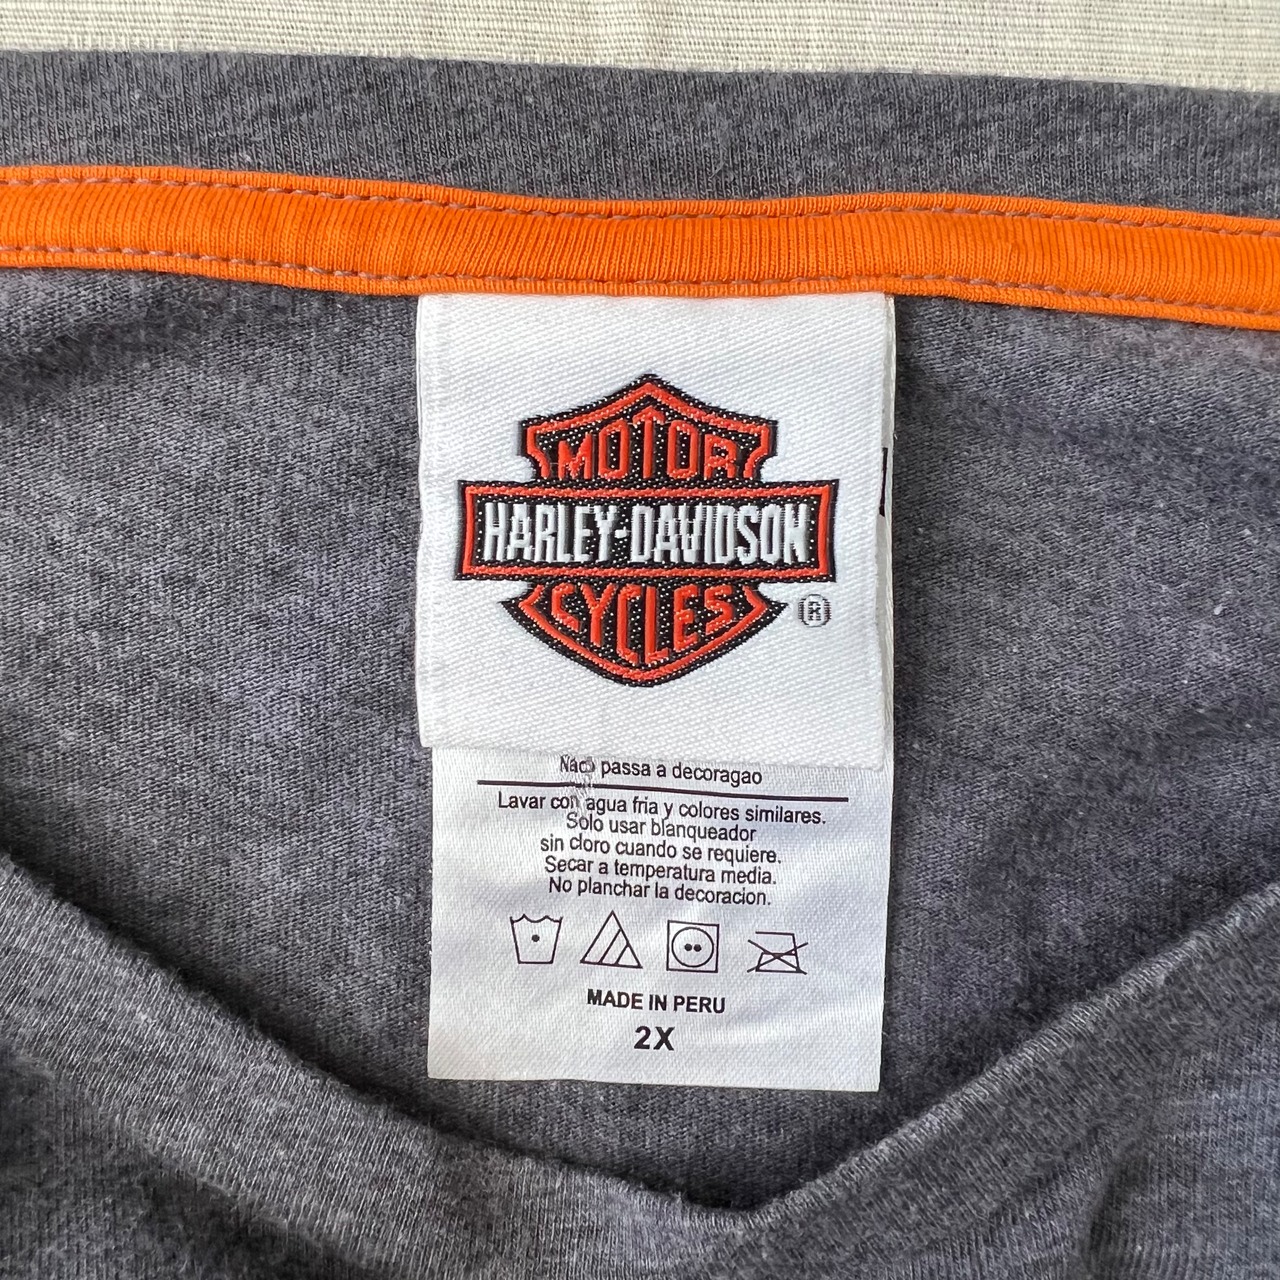 MOTOR
HARLEY-DAVIDSON
CYCLES
®
Nao passa a decoragao
Lavar con agua fria y colores similares.
Solo usar blanqueador
sin cloro cuando se requiere.
Secar a temperatura media.
No planchar la decoracion.
MADE IN PERU
2X